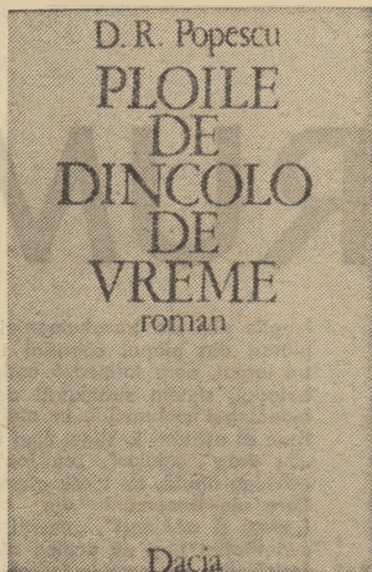 D. R. Popescu
PLOILE
DE
DINCOLO
DE
VREME
roman
Dacia